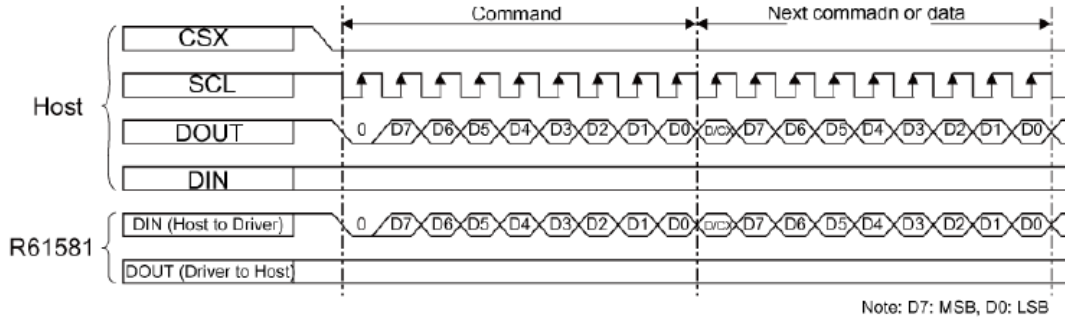 Command Next commadn or data
CSX
SCL
Host
DOUT 0 D7 D6 D5 D4 D3 D2 D1 D0 D/CX D7 D6 D5 D4 D3 D2 D1 D0
DIN
DIN (Host to Driver) 0 D7 D6 D5 D4 D3 D2 D1 D0 D/CX D7 D6 D5 D4 D3 D2 D1 D0
R61581
DOUT (Driver to Host)
Note: D7: MSB, D0: LSB